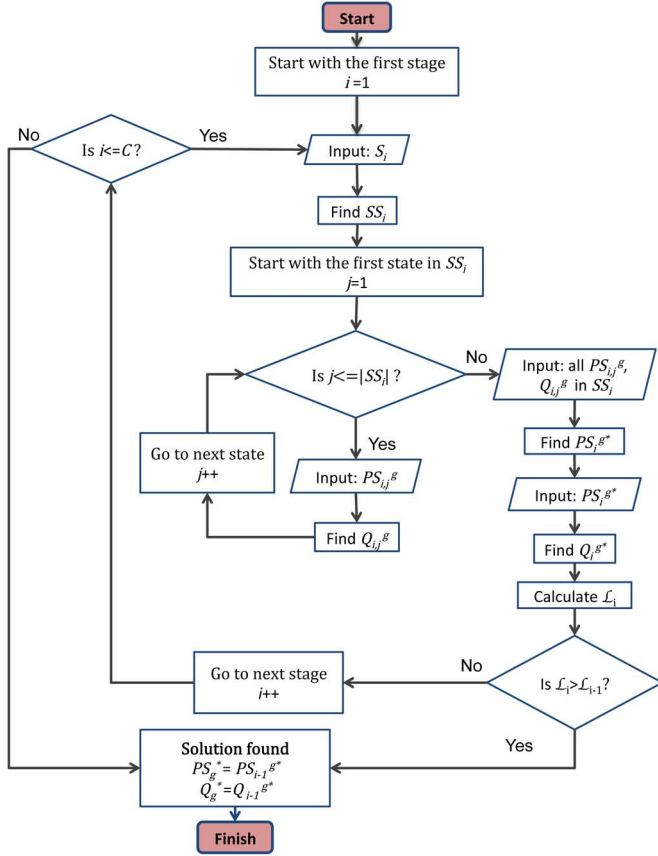 Start
Start with the first stage
i=1
No
Is i<=C?
Yes
Input: Sᵢ
Find SSᵢ
Start with the first state in SSᵢ
j=1
Is j<=|SSᵢ| ?
No
Input: all PSᵢ,ⱼᵍ,
Qᵢ,ⱼᵍ in SSᵢ
Yes
Go to next state
j++
Input: PSᵢ,ⱼᵍ
Find Qᵢ,ⱼᵍ
Find PSᵢᵍ*
Input: PSᵢᵍ*
Find Qᵢᵍ*
Calculate ℒᵢ
Is ℒᵢ>ℒᵢ₋₁?
No
Go to next stage
i++
Yes
Solution found
PS_g*= PSᵢ₋₁ᵍ*
Q_g*=Qᵢ₋₁ᵍ*
Finish